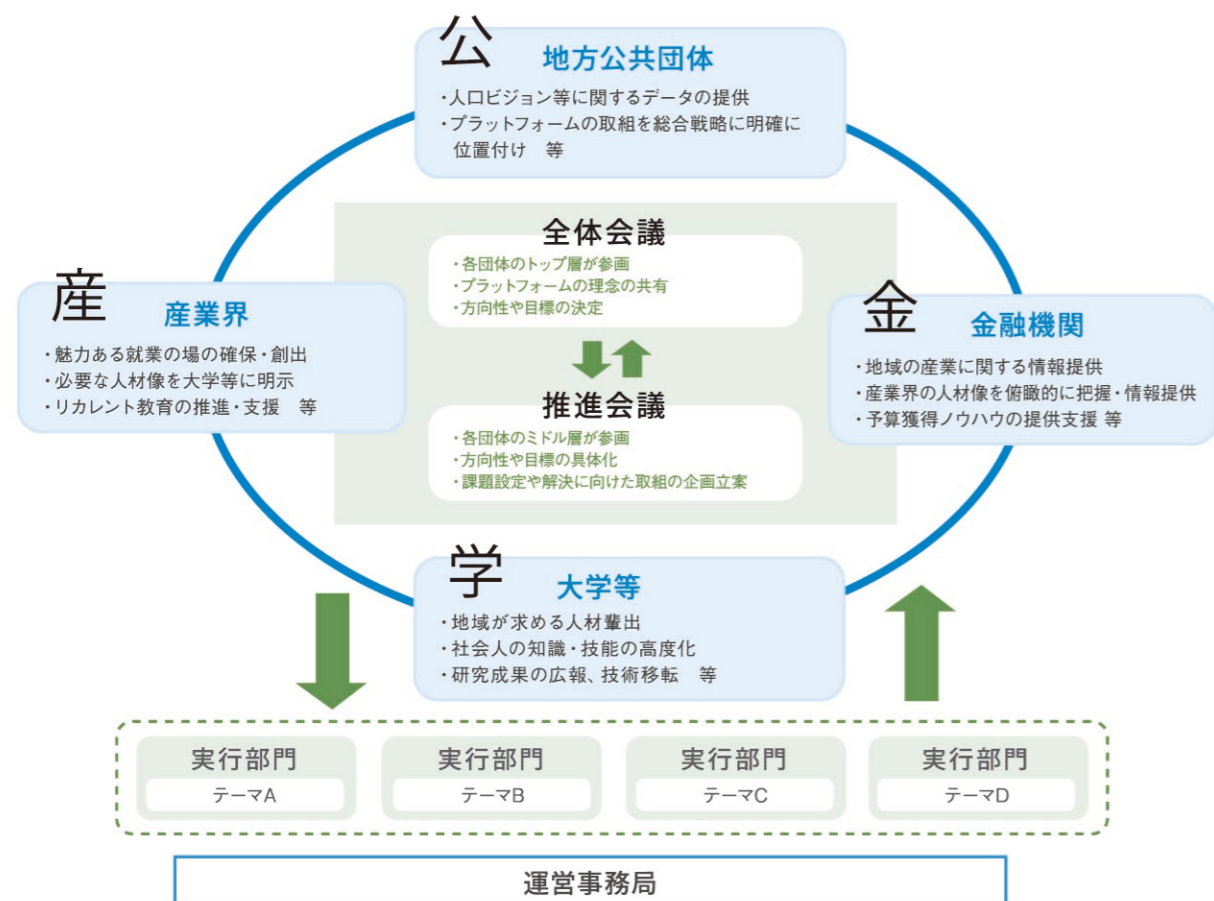 公
地方公共団体
・人口ビジョン等に関するデータの提供
・プラットフォームの取組を総合戦略に明確に
位置付け　等
全体会議
・各団体のトップ層が参画
・プラットフォームの理念の共有
・方向性や目標の決定
産
産業界
・魅力ある就業の場の確保・創出
・必要な人材像を大学等に明示
・リカレント教育の推進・支援　等
金
金融機関
・地域の産業に関する情報提供
・産業界の人材像を俯瞰的に把握・情報提供
・予算獲得ノウハウの提供支援 等
推進会議
・各団体のミドル層が参画
・方向性や目標の具体化
・課題設定や解決に向けた取組の企画立案
学
大学等
・地域が求める人材輩出
・社会人の知識・技能の高度化
・研究成果の広報、技術移転　等
実行部門
テーマA
実行部門
テーマB
実行部門
テーマC
実行部門
テーマD
運営事務局